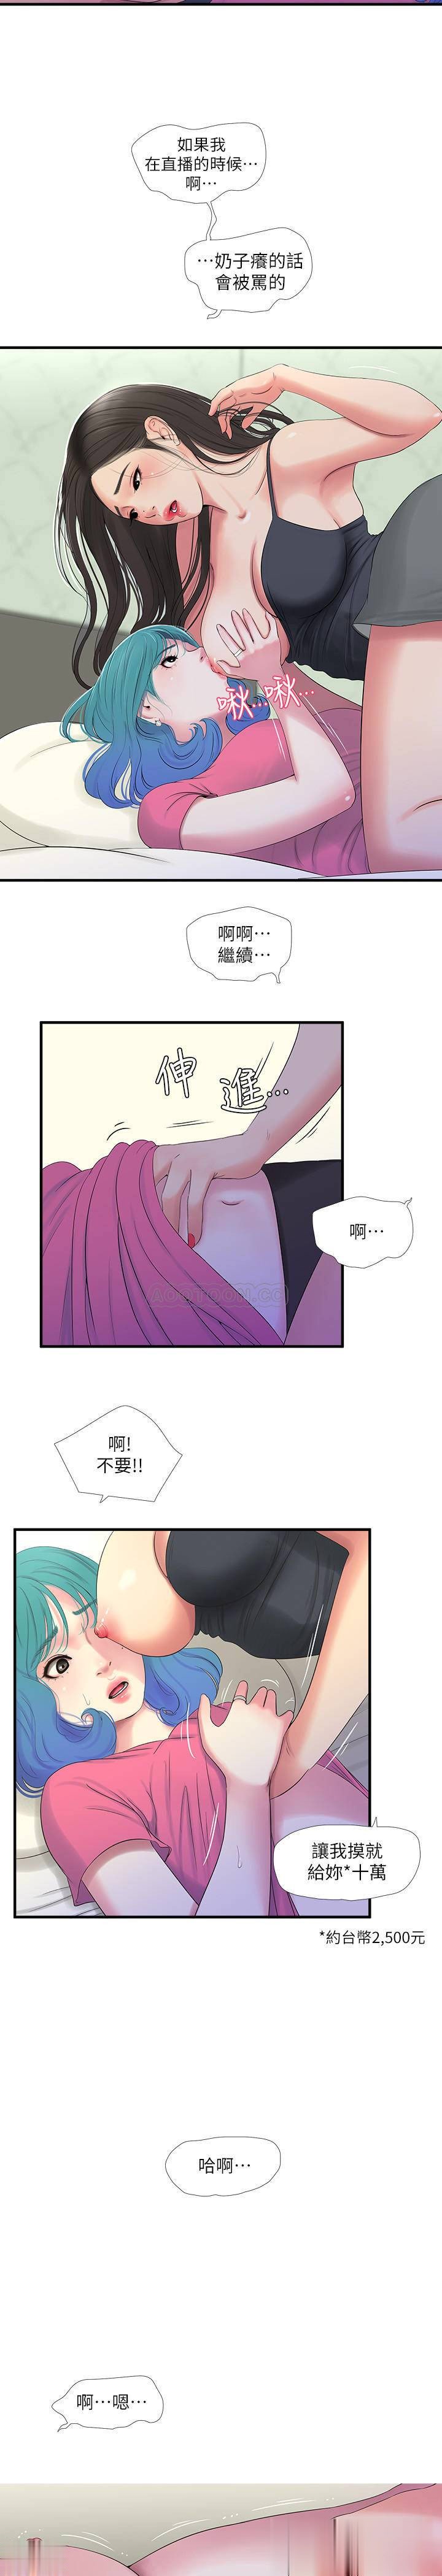 如果我
在直播的時候…
啊…
…奶子癢的話
會被罵的
啾…啾…
啊啊…
繼續…
伸進…
啊…
啊!
不要!!
讓我摸就
給妳*十萬
*約台幣2,500元
哈啊…
啊…嗯…